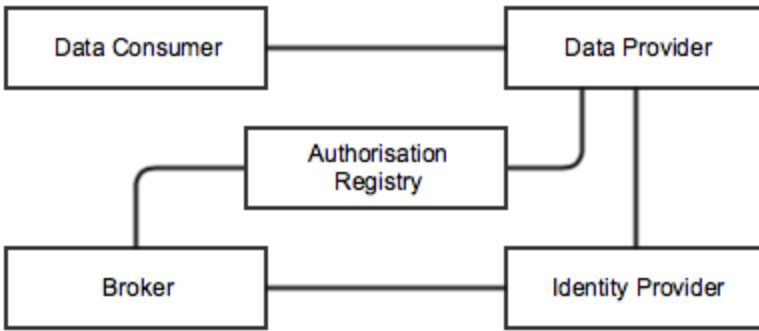 Data Consumer
Data Provider
Authorisation
Registry
Broker
Identity Provider